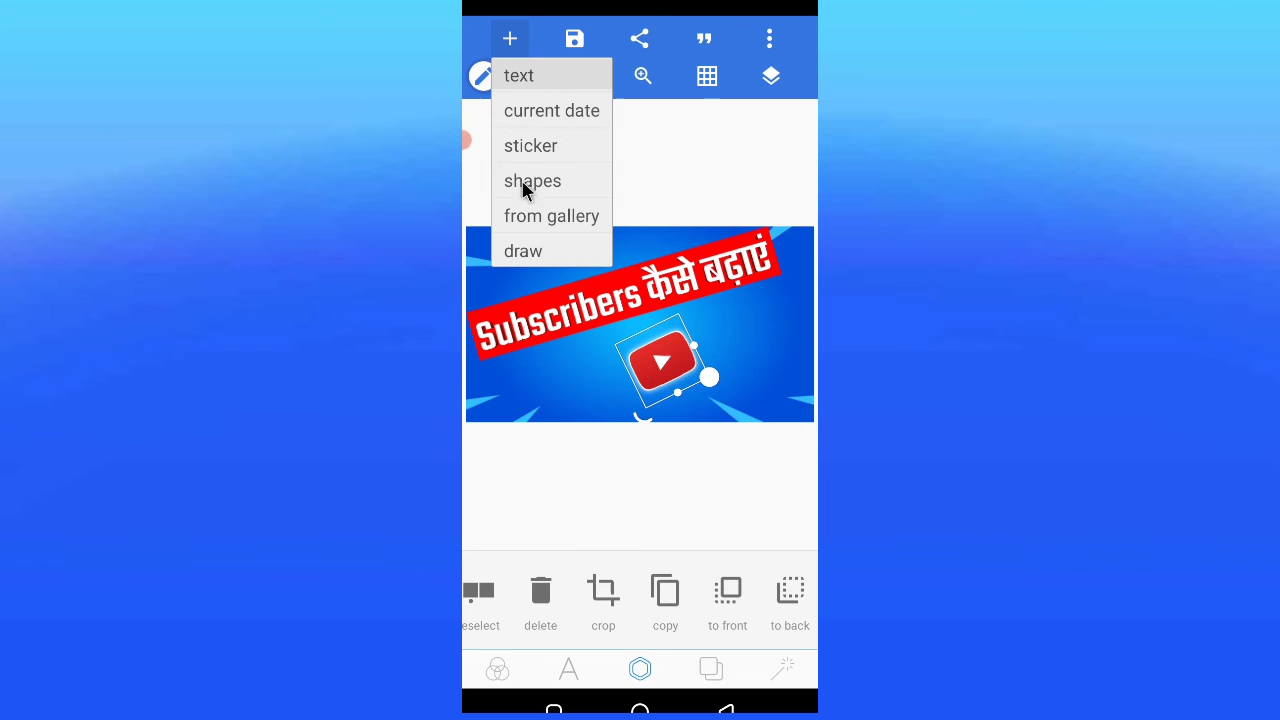 text
current date
sticker
shapes
from gallery
draw
Subscribers कैसे बढ़ाएं
eselect
delete
crop
copy
to front
to back